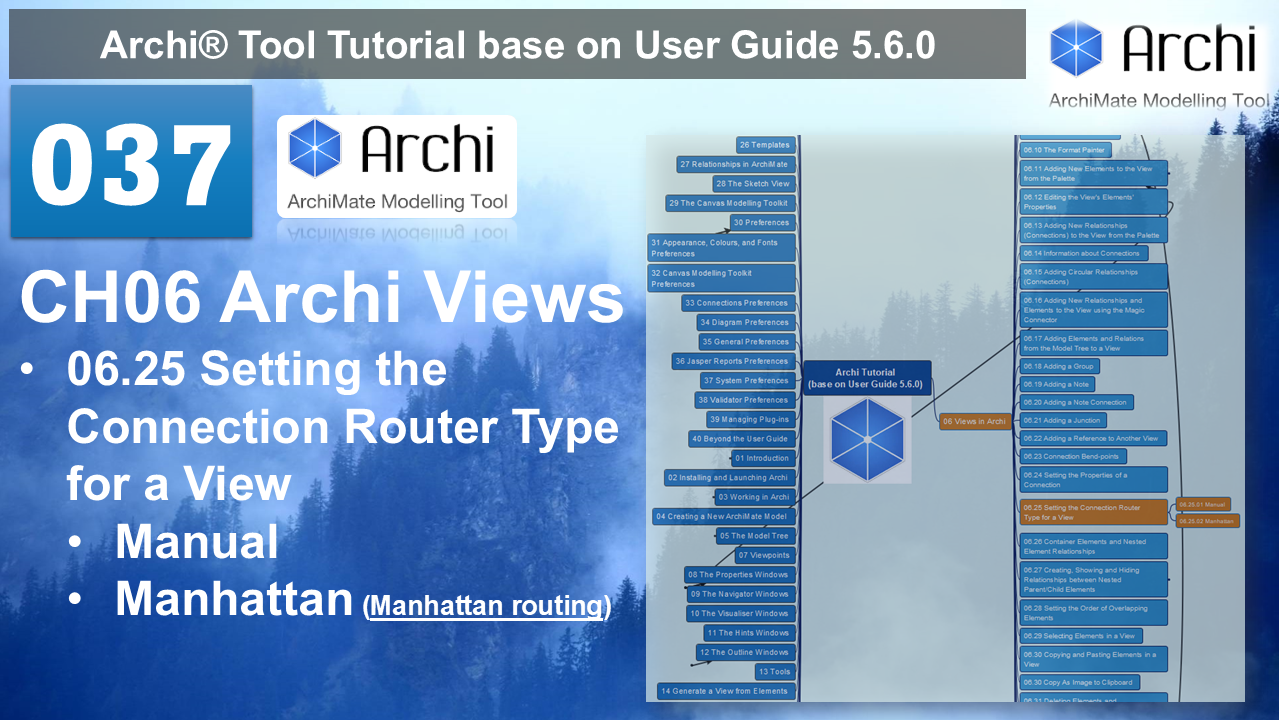 Archi® Tool Tutorial base on User Guide 5.6.0
Archi
ArchiMate Modelling Tool
037
Archi
ArchiMate Modelling Tool
CH06 Archi Views
• 06.25 Setting the
Connection Router Type
for a View
• Manual
• Manhattan (Manhattan routing)
26 Templates
27 Relationships in ArchiMate
28 The Sketch View
29 The Canvas Modelling Toolkit
30 Preferences
31 Appearance, Colours, and Fonts
Preferences
32 Canvas Modelling Toolkit
Preferences
33 Connections Preferences
34 Diagram Preferences
35 General Preferences
36 Jasper Reports Preferences
37 System Preferences
38 Validator Preferences
39 Managing Plug-ins
40 Beyond the User Guide
01 Introduction
02 Installing and Launching Archi
03 Working in Archi
04 Creating a New ArchiMate Model
05 The Model Tree
07 Viewpoints
08 The Properties Windows
09 The Navigator Windows
10 The Visualiser Windows
11 The Hints Windows
12 The Outline Windows
13 Tools
14 Generate a View from Elements
Archi Tutorial
(base on User Guide 5.6.0)
06 Views in Archi
06.10 The Format Painter
06.11 Adding New Elements to the View
from the Palette
06.12 Editing the View's Elements'
Properties
06.13 Adding New Relationships
(Connections) to the View from the Palette
06.14 Information about Connections
06.15 Adding Circular Relationships
(Connections)
06.16 Adding New Relationships and
Elements to the View using the Magic
Connector
06.17 Adding Elements and Relations
from the Model Tree to a View
06.18 Adding a Group
06.19 Adding a Note
06.20 Adding a Note Connection
06.21 Adding a Junction
06.22 Adding a Reference to Another View
06.23 Connection Bend-points
06.24 Setting the Properties of a
Connection
06.25 Setting the Connection Router
Type for a View
06.25.01 Manual
06.25.02 Manhattan
06.26 Container Elements and Nested
Element Relationships
06.27 Creating, Showing and Hiding
Relationships between Nested
Parent/Child Elements
06.28 Setting the Order of Overlapping
Elements
06.29 Selecting Elements in a View
06.30 Copying and Pasting Elements in a
View
06.30 Copy As Image to Clipboard
06.31 Deleting Elements and